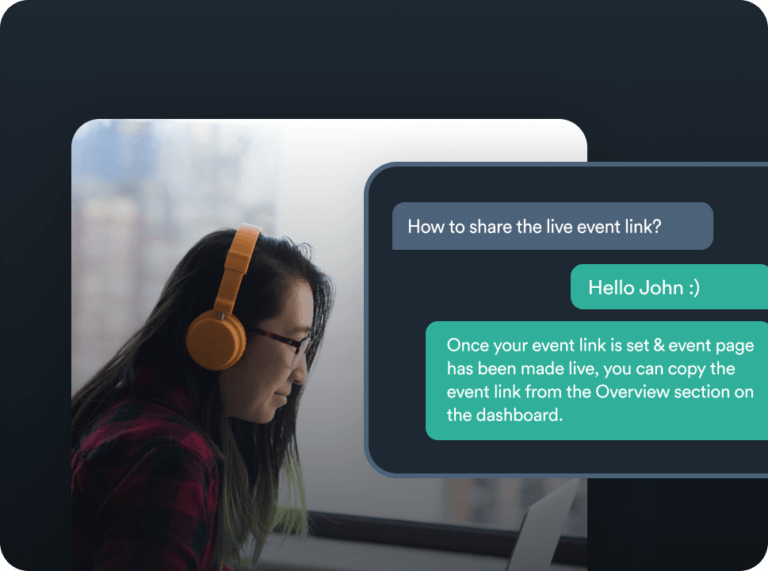 How to share the live event link?
Hello John :)
Once your event link is set & event page
has been made live, you can copy the
event link from the Overview section on
the dashboard.